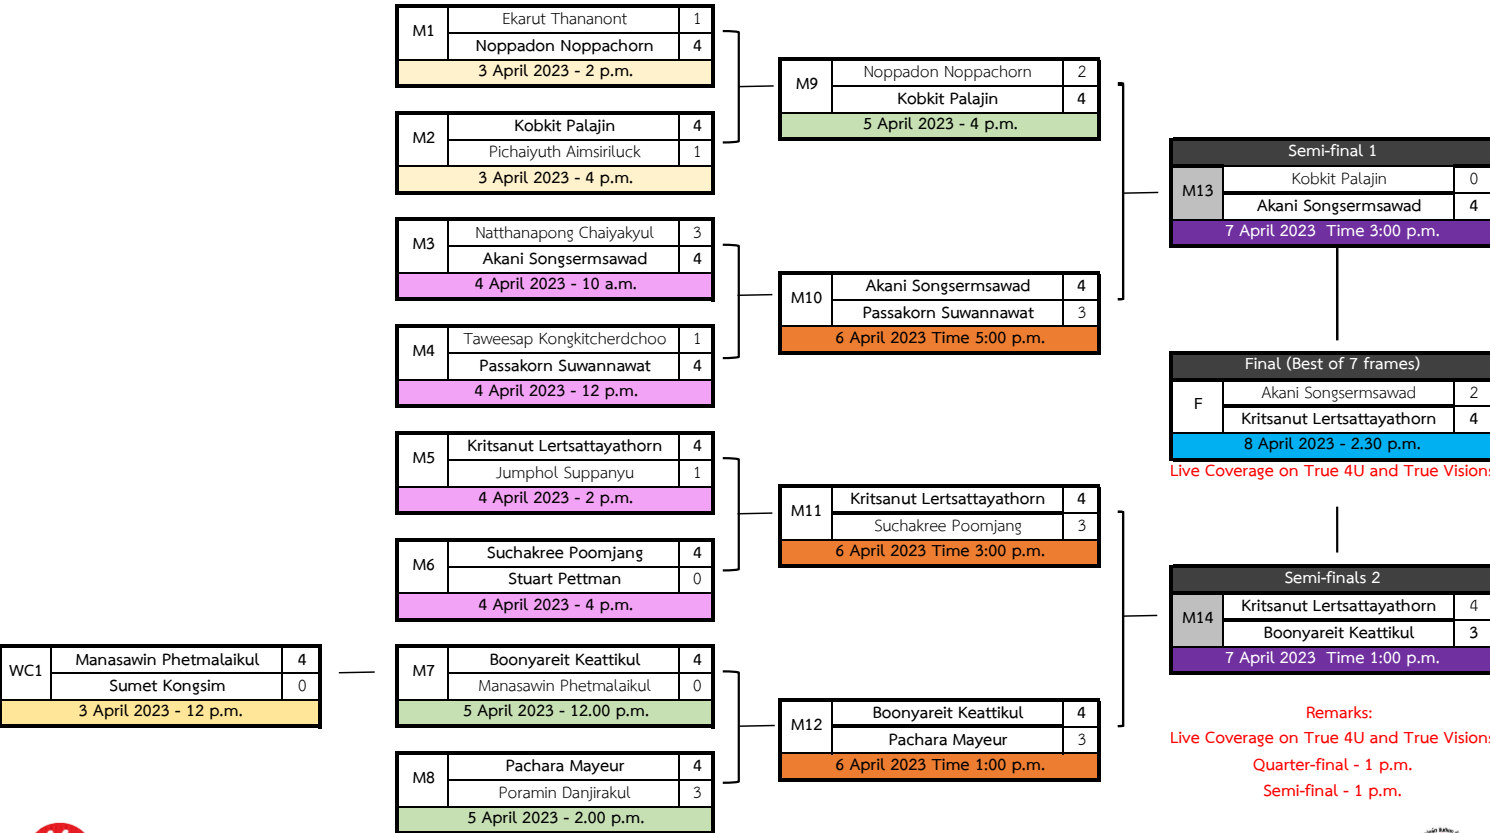 M1
Ekarut Thananont 1
Noppadon Noppachorn 4
3 April 2023 - 2 p.m.
M2
Kobkit Palajin 4
Pichaiyuth Aimsiriluck 1
3 April 2023 - 4 p.m.
M3
Natthanapong Chaiyakyul 3
Akani Songsermsawad 4
4 April 2023 - 10 a.m.
M4
Taweesap Kongkitcherdchoo 1
Passakorn Suwannawat 4
4 April 2023 - 12 p.m.
M5
Kritsanut Lertsattayathorn 4
Jumphol Suppanyu 1
4 April 2023 - 2 p.m.
M6
Suchakree Poomjang 4
Stuart Pettman 0
4 April 2023 - 4 p.m.
WC1
Manasawin Phetmalaikul 4
Sumet Kongsim 0
3 April 2023 - 12 p.m.
M7
Boonyareit Keattikul 4
Manasawin Phetmalaikul 0
5 April 2023 - 12.00 p.m.
M8
Pachara Mayeur 4
Poramin Danjirakul 3
5 April 2023 - 2.00 p.m.
M9
Noppadon Noppachorn 2
Kobkit Palajin 4
5 April 2023 - 4 p.m.
M10
Akani Songsermsawad 4
Passakorn Suwannawat 3
6 April 2023 Time 5:00 p.m.
M11
Kritsanut Lertsattayathorn 4
Suchakree Poomjang 3
6 April 2023 Time 3:00 p.m.
M12
Boonyareit Keattikul 4
Pachara Mayeur 3
6 April 2023 Time 1:00 p.m.
Semi-final 1
M13
Kobkit Palajin 0
Akani Songsermsawad 4
7 April 2023 Time 3:00 p.m.
Final (Best of 7 frames)
F
Akani Songsermsawad 2
Kritsanut Lertsattayathorn 4
8 April 2023 - 2.30 p.m.
Live Coverage on True 4U and True Visions
Semi-finals 2
M14
Kritsanut Lertsattayathorn 4
Boonyareit Keattikul 3
7 April 2023 Time 1:00 p.m.
Remarks:
Live Coverage on True 4U and True Visions
Quarter-final - 1 p.m.
Semi-final - 1 p.m.